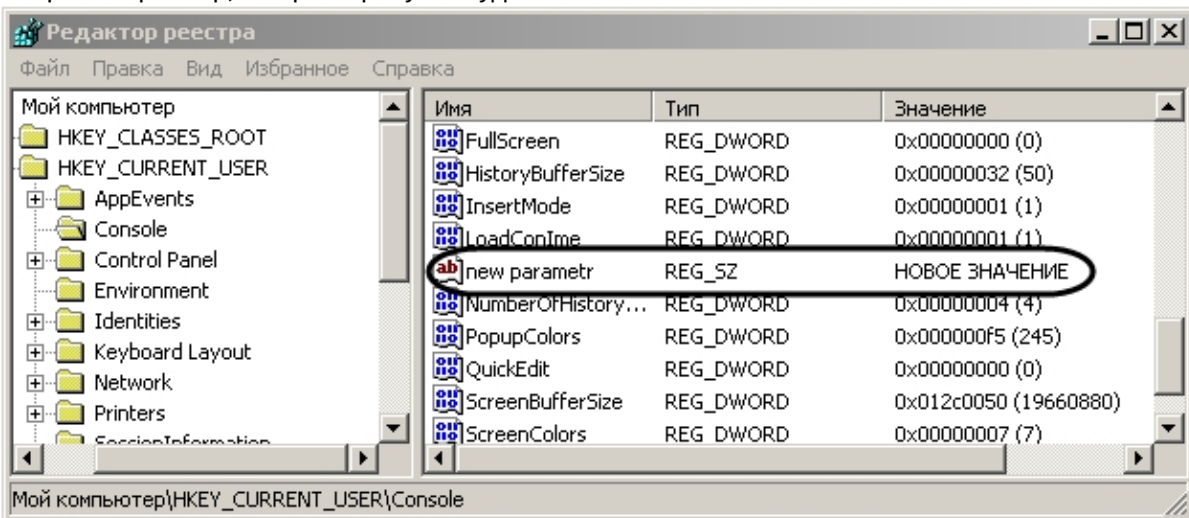 Редактор реестра
Файл Правка Вид Избранное Справка
Мой компьютер
HKEY_CLASSES_ROOT
HKEY_CURRENT_USER
AppEvents
Console
Control Panel
Environment
Identities
Keyboard Layout
Network
Printers
SessionInformation
Имя Тип Значение
FullScreen REG_DWORD 0x00000000 (0)
HistoryBufferSize REG_DWORD 0x00000032 (50)
InsertMode REG_DWORD 0x00000001 (1)
LoadConIme REG_DWORD 0x00000001 (1)
new parametr REG_SZ НОВОЕ ЗНАЧЕНИЕ
NumberOfHistory... REG_DWORD 0x00000004 (4)
PopupColors REG_DWORD 0x000000f5 (245)
QuickEdit REG_DWORD 0x00000000 (0)
ScreenBufferSize REG_DWORD 0x012c0050 (19660880)
ScreenColors REG_DWORD 0x00000007 (7)
Мой компьютер\HKEY_CURRENT_USER\Console